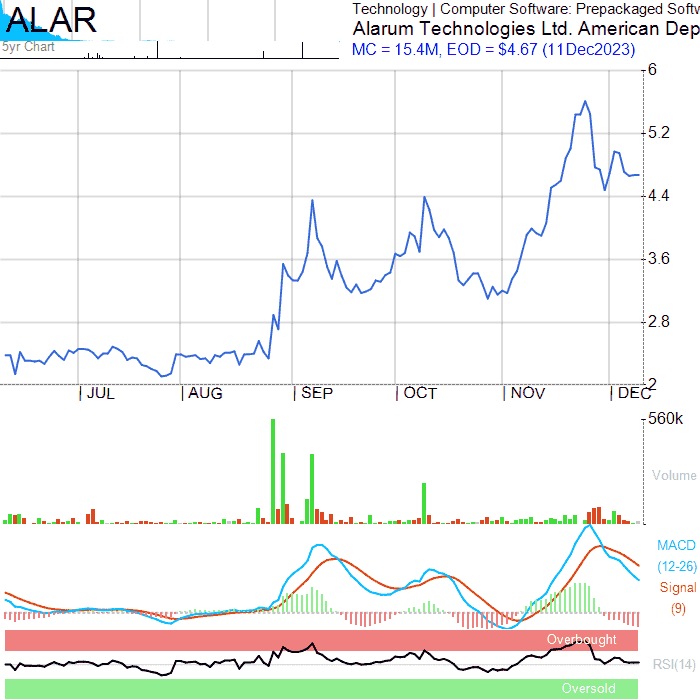 ALAR
Technology | Computer Software: Prepackaged Softw
Alarum Technologies Ltd. American Dep
5yr Chart
MC = 15.4M, EOD = $4.67 (11Dec2023)
6
5.2
4.4
3.6
2.8
2
JUL AUG SEP OCT NOV DEC
560k
Volume
MACD
(12-26)
Signal
(9)
Overbought
RSI(14)
Oversold